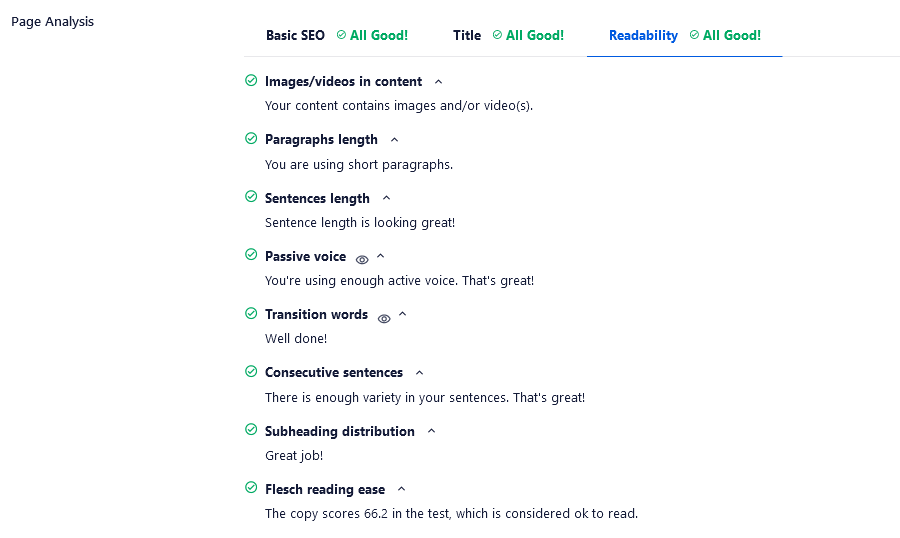 Page Analysis
Basic SEO All Good! Title All Good! Readability All Good!
Images/videos in content
Your content contains images and/or video(s).
Paragraphs length
You are using short paragraphs.
Sentences length
Sentence length is looking great!
Passive voice
You're using enough active voice. That's great!
Transition words
Well done!
Consecutive sentences
There is enough variety in your sentences. That's great!
Subheading distribution
Great job!
Flesch reading ease
The copy scores 66.2 in the test, which is considered ok to read.